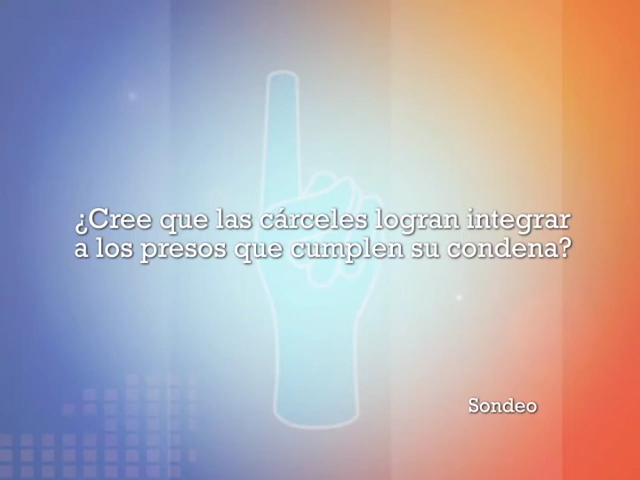 ¿Cree que las cárceles logran integrar
a los presos que cumplen su condena?
Sondeo